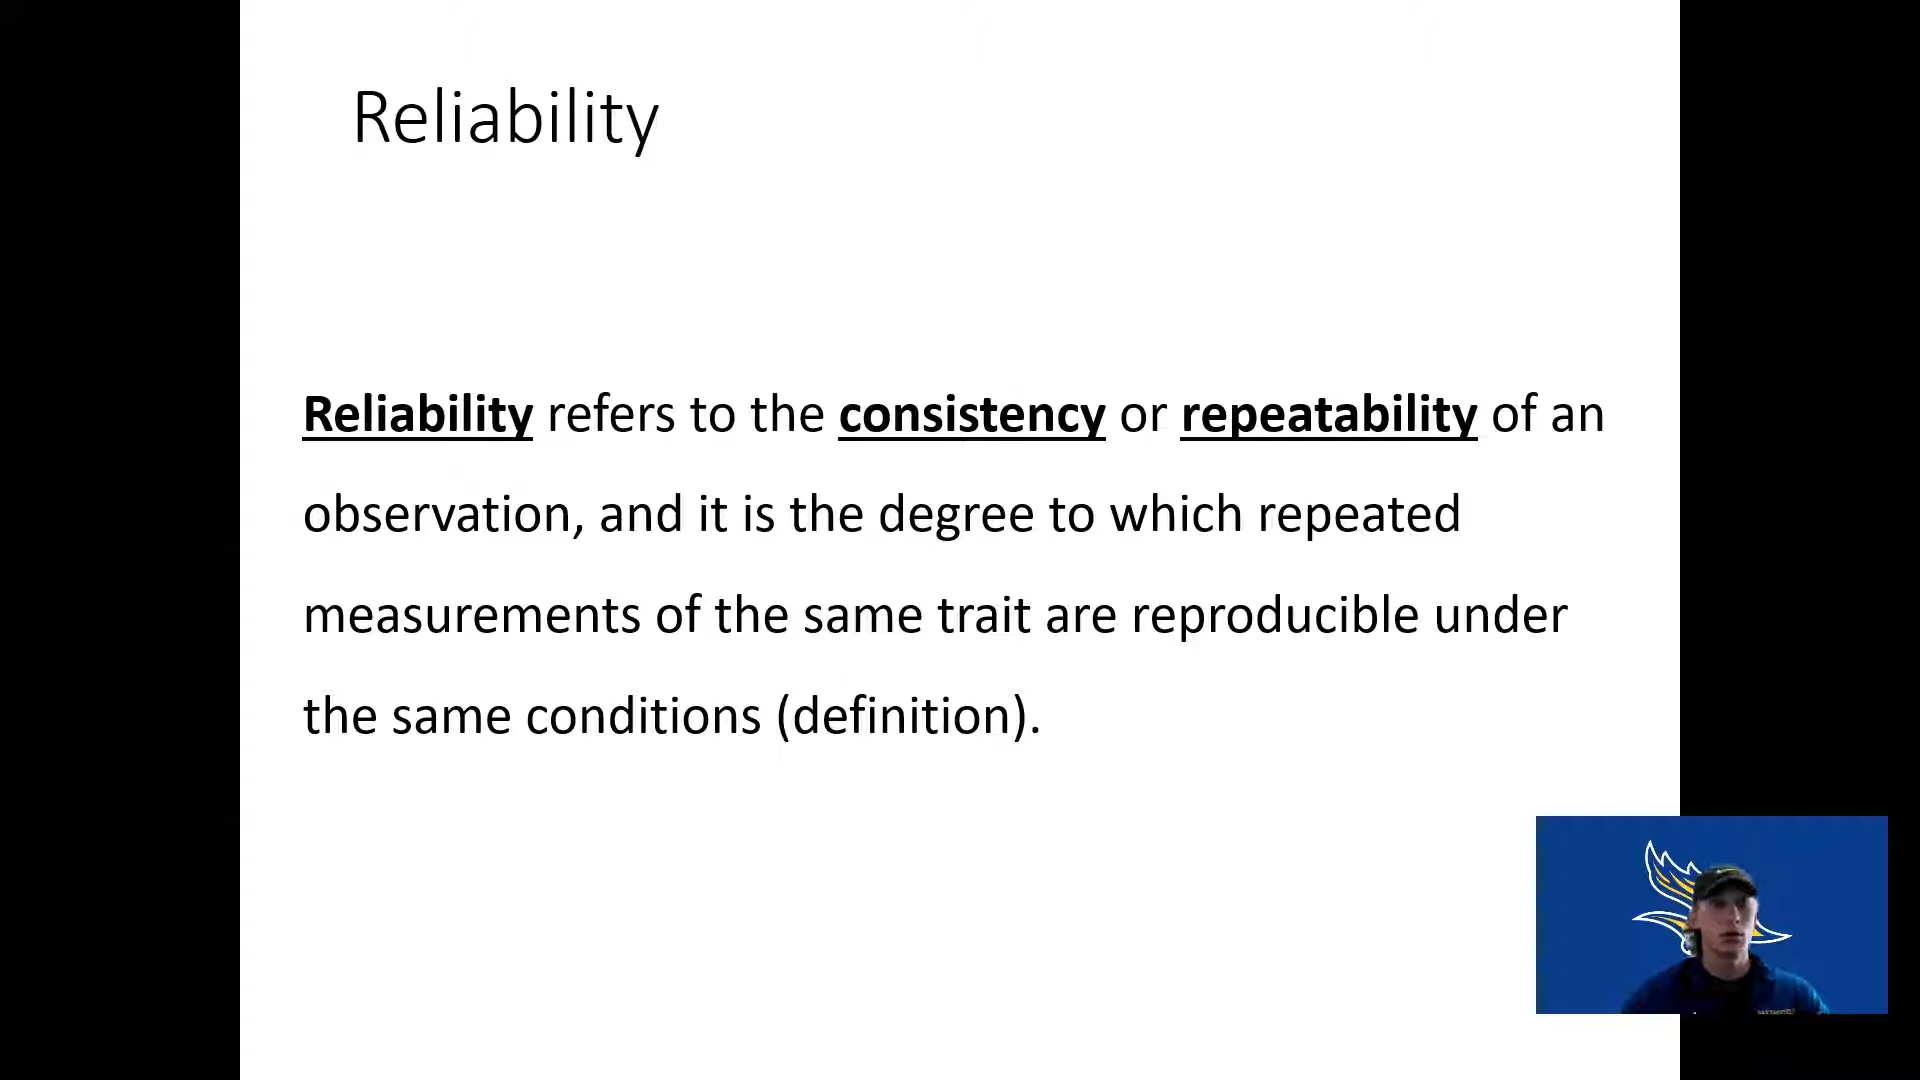 Reliability
Reliability refers to the consistency or repeatability of an
observation, and it is the degree to which repeated
measurements of the same trait are reproducible under
the same conditions (definition).